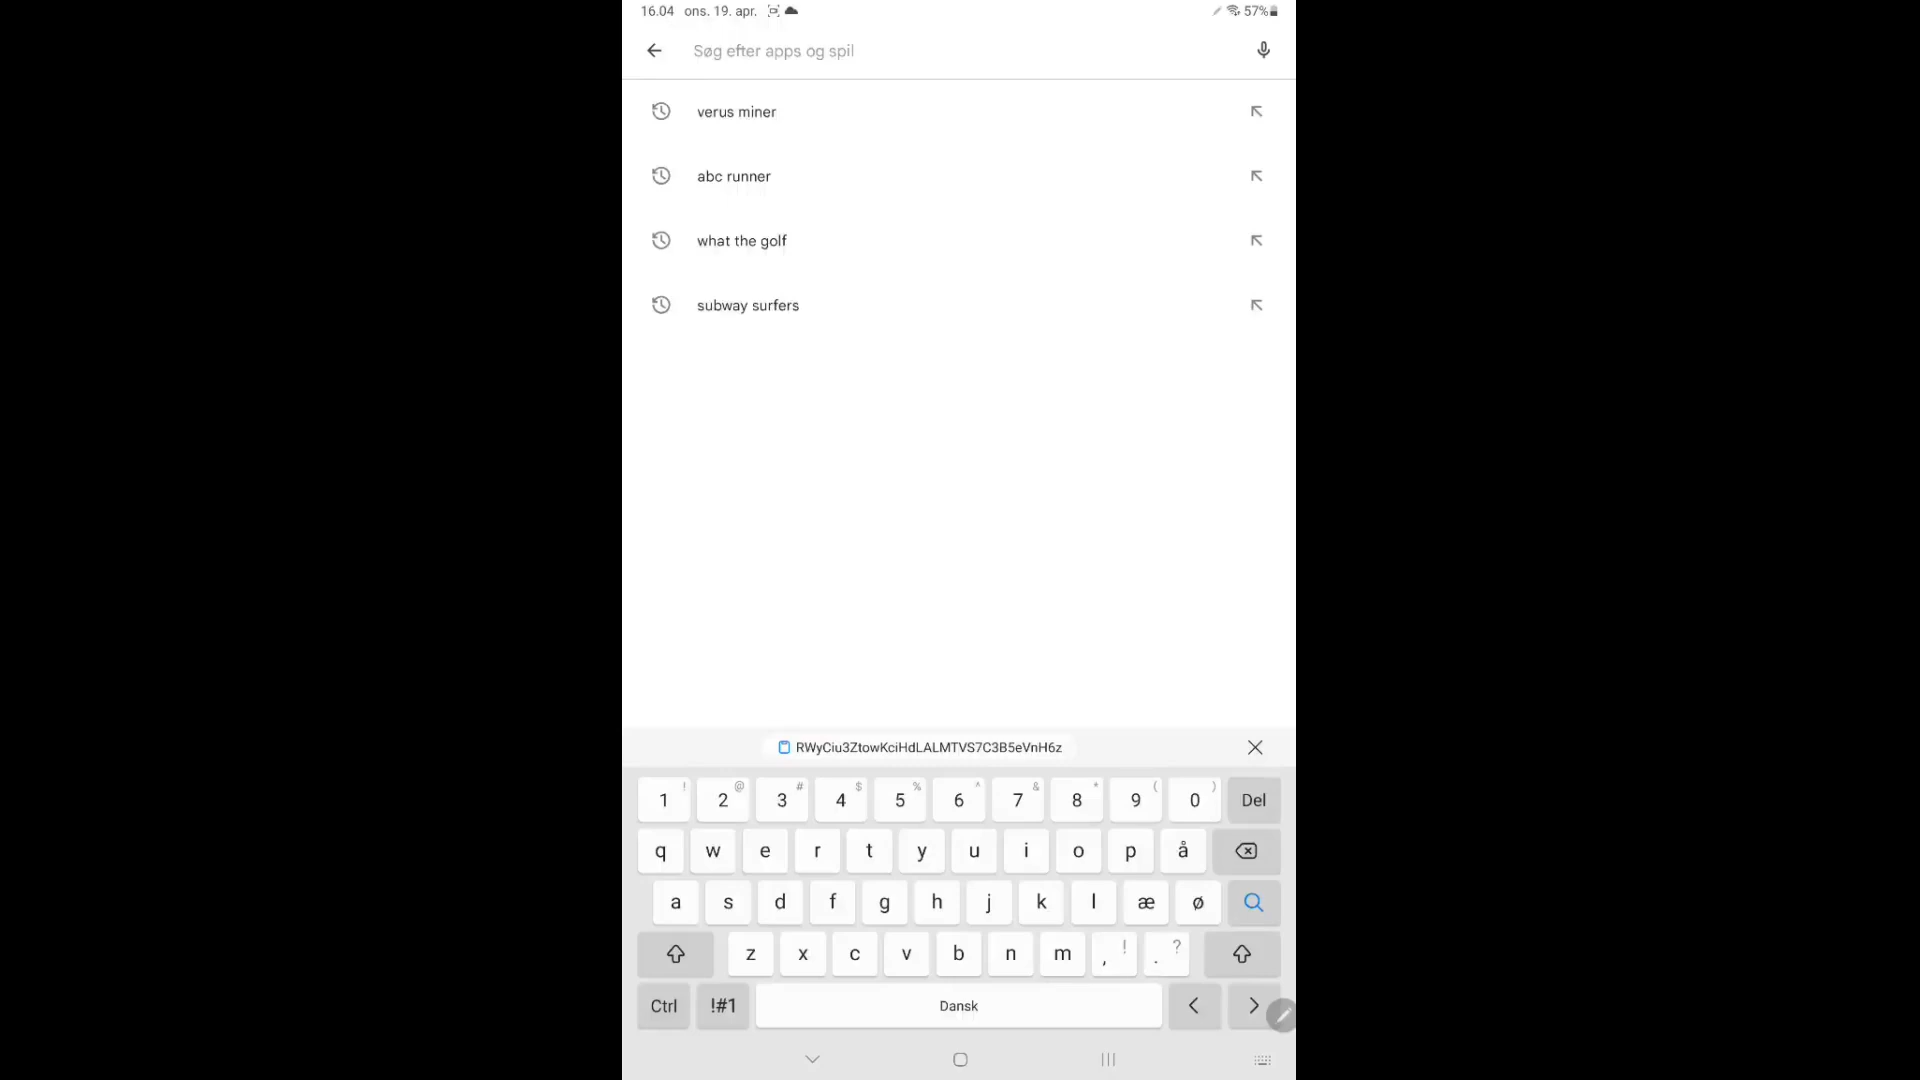 16.04 ons. 19. apr. 57%
Søg efter apps og spil
verus miner
abc runner
what the golf
subway surfers
RWyCiu3ZtowKciHdLALMTVS7C3B5eVnH6z
1 ! 2 @ 3 # 4 $ 5 % 6 ^ 7 & 8 * 9 ( 0 ) Del
q w e r t y u i o p å
a s d f g h j k l æ ø
z x c v b n m , ! . ?
Ctrl !#1 Dansk < >